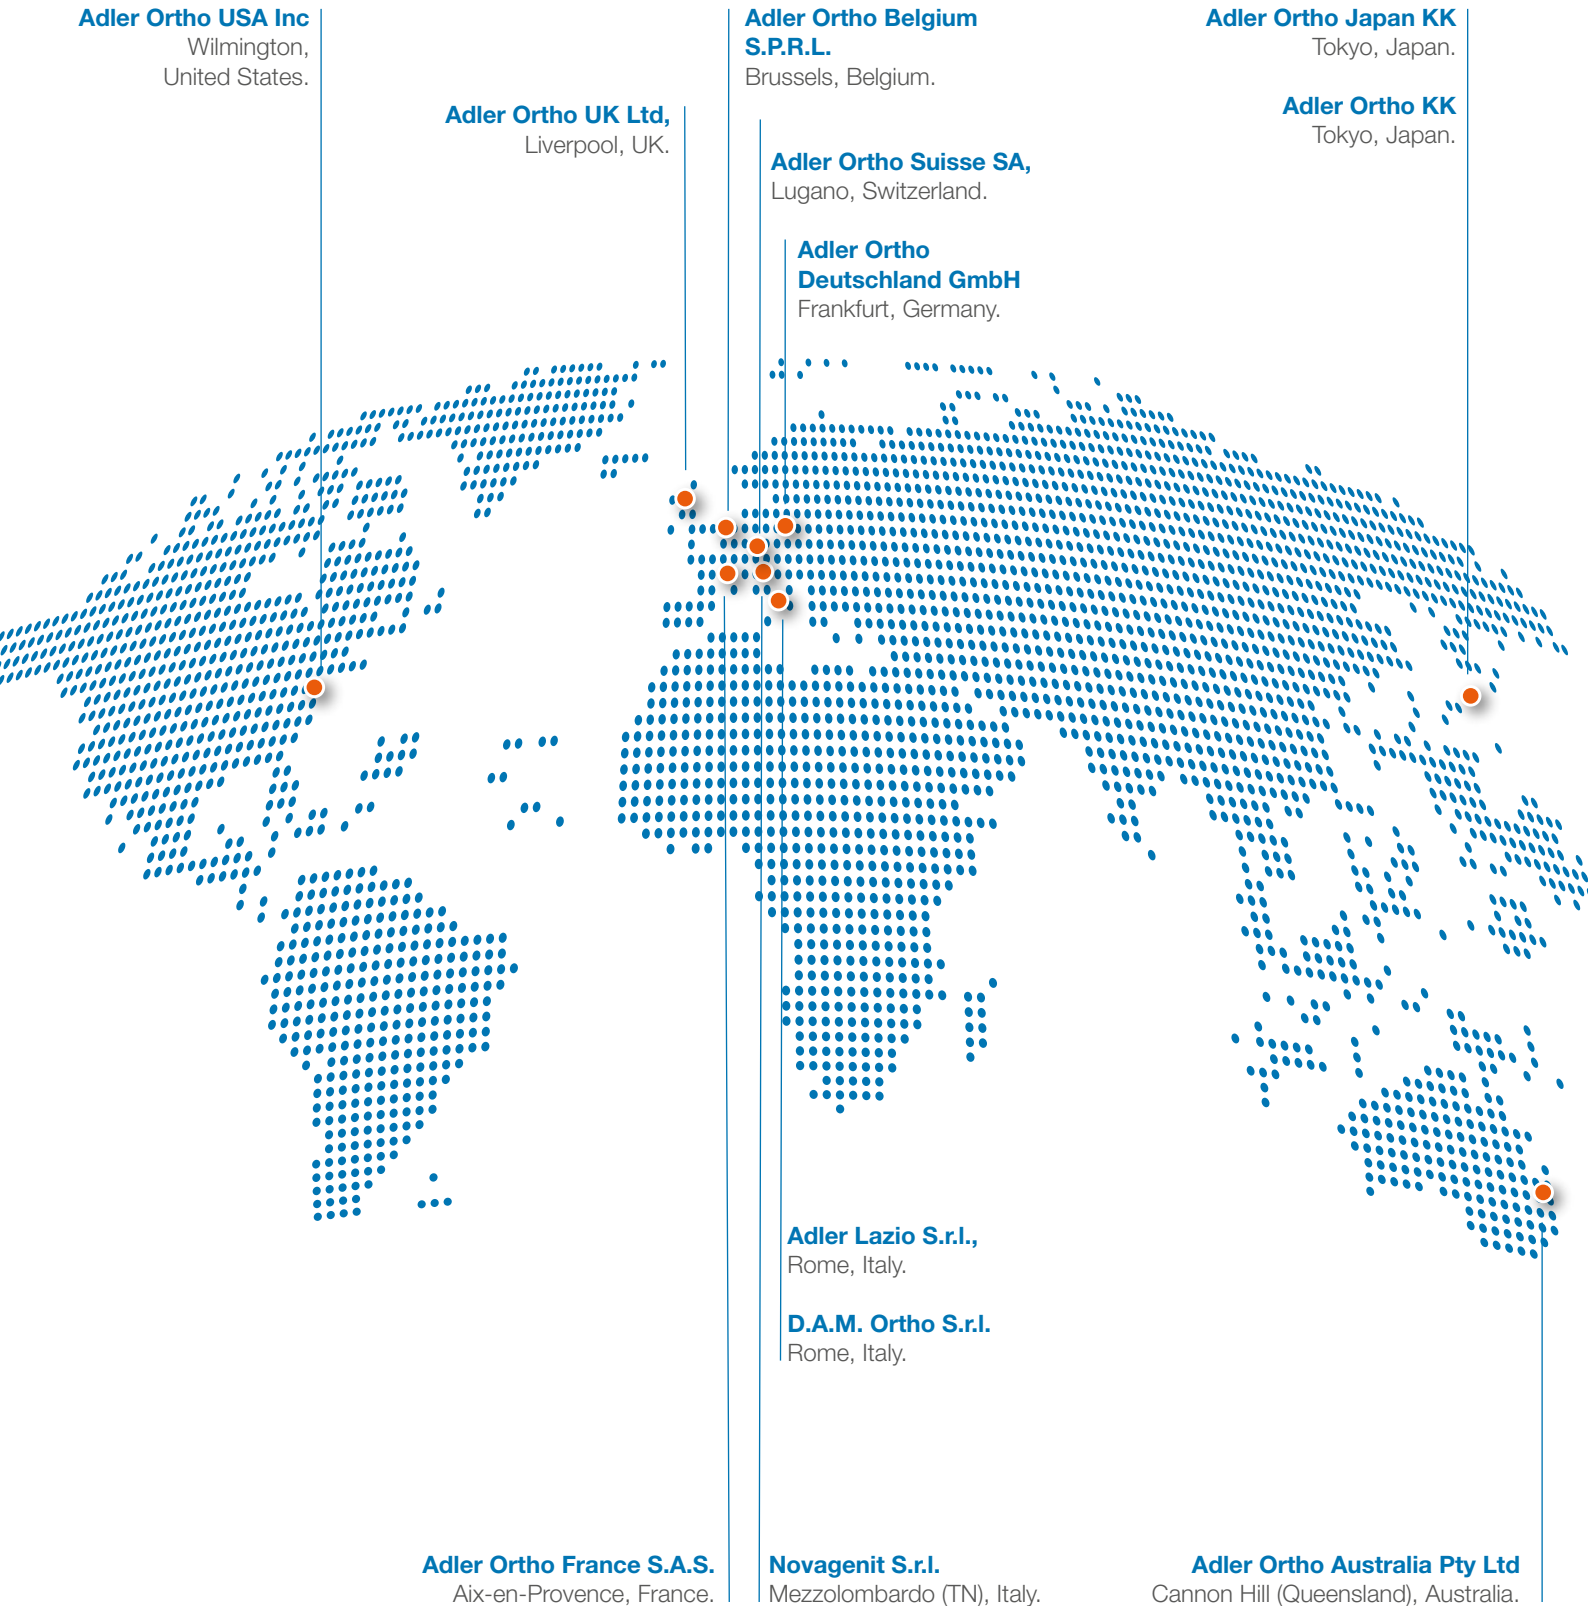 Adler Ortho USA Inc
Wilmington,
United States.
Adler Ortho UK Ltd,
Liverpool, UK.
Adler Ortho Belgium
S.P.R.L.
Brussels, Belgium.
Adler Ortho Suisse SA,
Lugano, Switzerland.
Adler Ortho
Deutschland GmbH
Frankfurt, Germany.
Adler Ortho Japan KK
Tokyo, Japan.
Adler Ortho KK
Tokyo, Japan.
Adler Lazio S.r.l.,
Rome, Italy.
D.A.M. Ortho S.r.l.
Rome, Italy.
Adler Ortho France S.A.S.
Aix-en-Provence, France.
Novagenit S.r.l.
Mezzolombardo (TN), Italy.
Adler Ortho Australia Pty Ltd
Cannon Hill (Queensland), Australia.